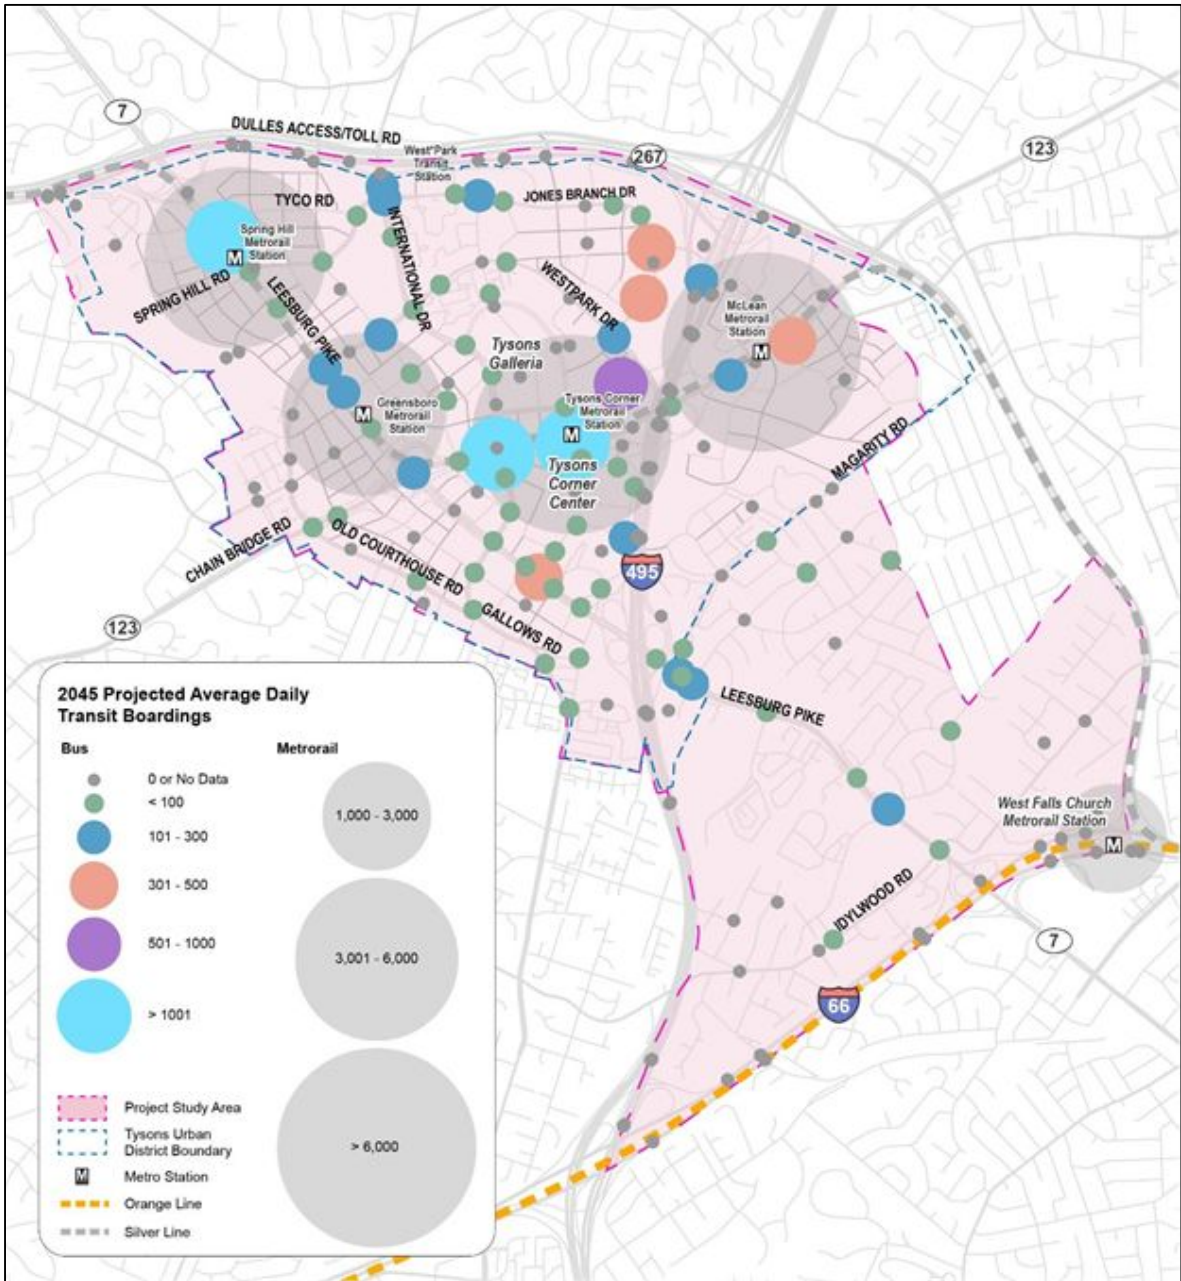 7
DULLES ACCESS/TOLL RD
267
123
West*Park
Transit
Station
TYCO RD
JONES BRANCH DR
INTERNATIONAL DR
Spring Hill
Metrorail
Station
M
SPRING HILL RD
LEESBURG PIKE
WESTPARK DR
McLean
Metrorail
Station
M
Tysons
Galleria
Greensboro
Metrorail
Station
M
Tysons Corner
Metrorail
Station
M
Tysons
Corner
Center
MAGARITY RD
CHAIN BRIDGE RD
OLD COURTHOUSE RD
495
GALLOWS RD
123
LEESBURG PIKE
West Falls Church
Metrorail Station
M
IDYLWOOD RD
7
66
2045 Projected Average Daily
Transit Boardings
Bus
Metrorail
0 or No Data
< 100
101 - 300
301 - 500
501 - 1000
> 1001
1,000 - 3,000
3,001 - 6,000
> 6,000
Project Study Area
Tysons Urban
District Boundary
M
Metro Station
Orange Line
Silver Line